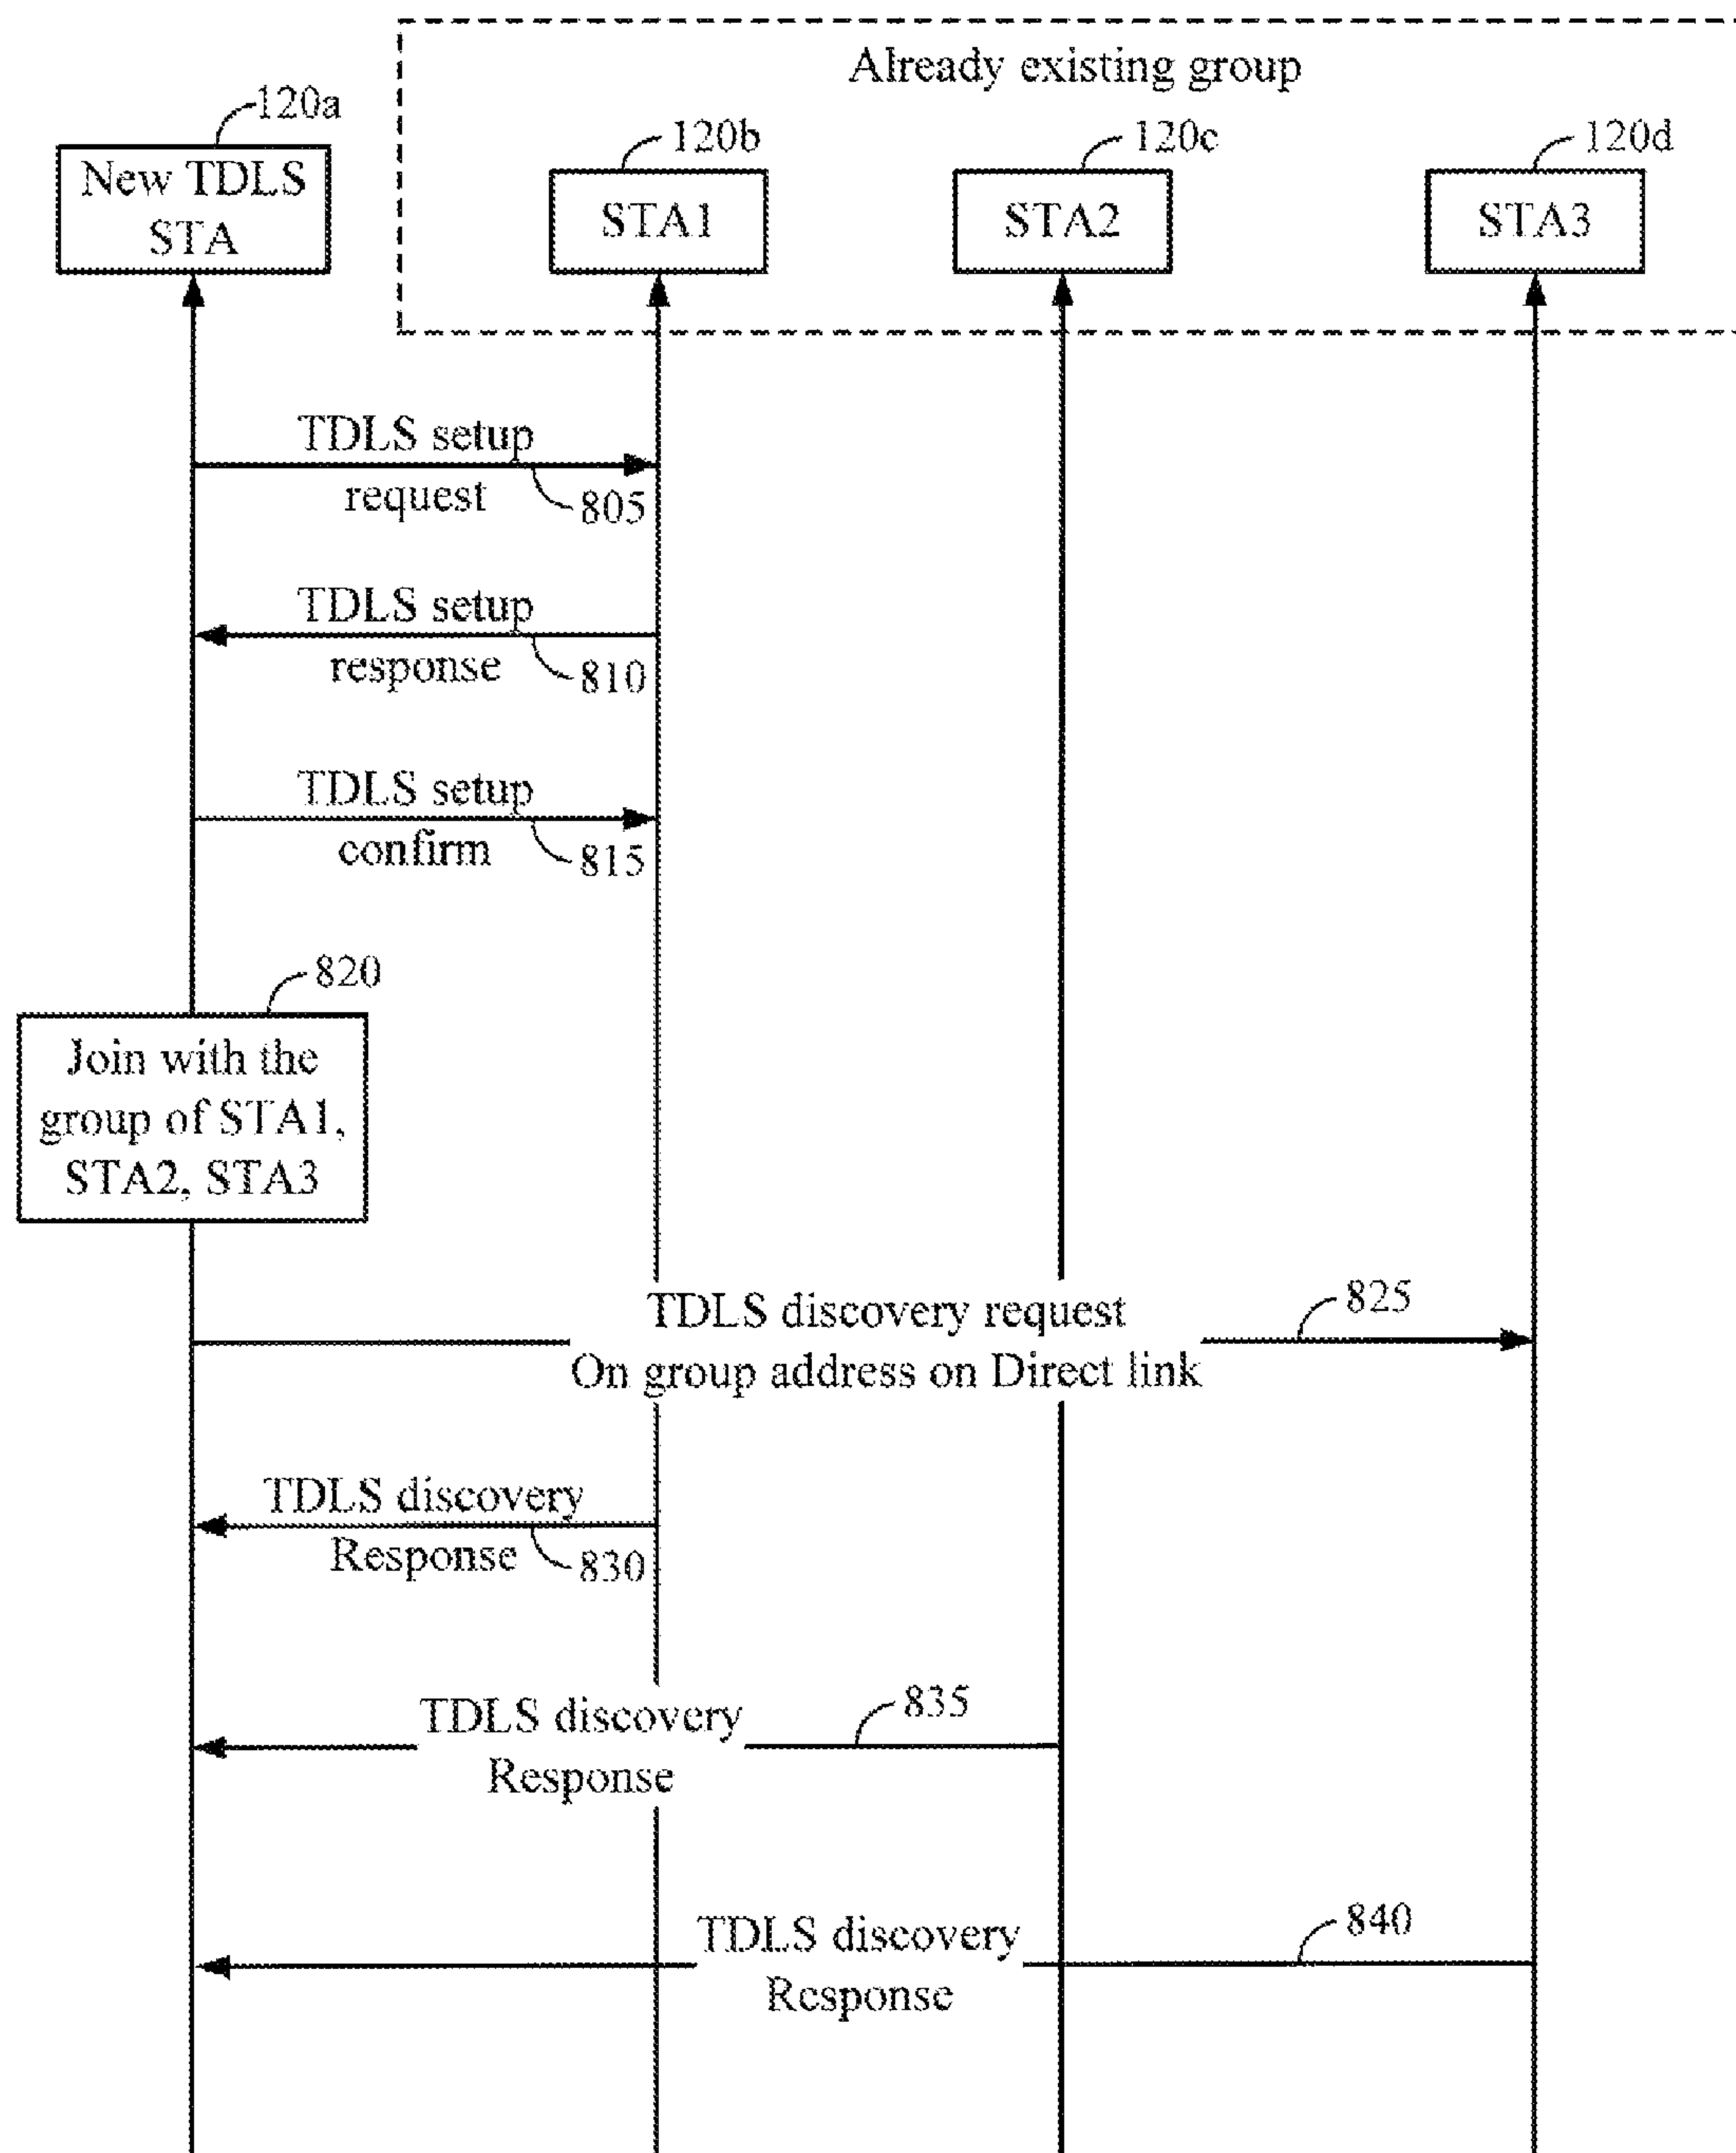 Already existing group
120a
120b
120c
120d
New TDLS
STA
STA1
STA2
STA3
TDLS setup
request
805
TDLS setup
response
810
TDLS setup
confirm
815
820
Join with the
group of STA1,
STA2, STA3
TDLS discovery request
On group address on Direct link
825
TDLS discovery
Response
830
TDLS discovery
Response
835
TDLS discovery
Response
840